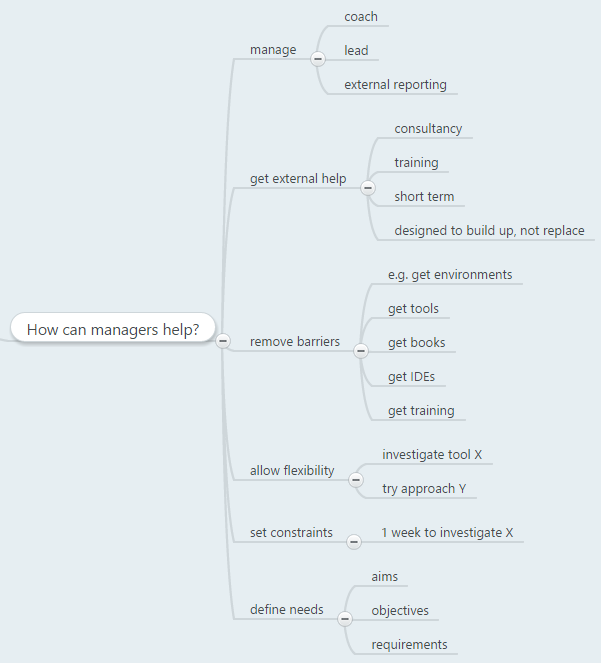 How can managers help?
manage
coach
lead
external reporting
get external help
consultancy
training
short term
designed to build up, not replace
remove barriers
e.g. get environments
get tools
get books
get IDEs
get training
allow flexibility
investigate tool X
try approach Y
set constraints
1 week to investigate X
define needs
aims
objectives
requirements